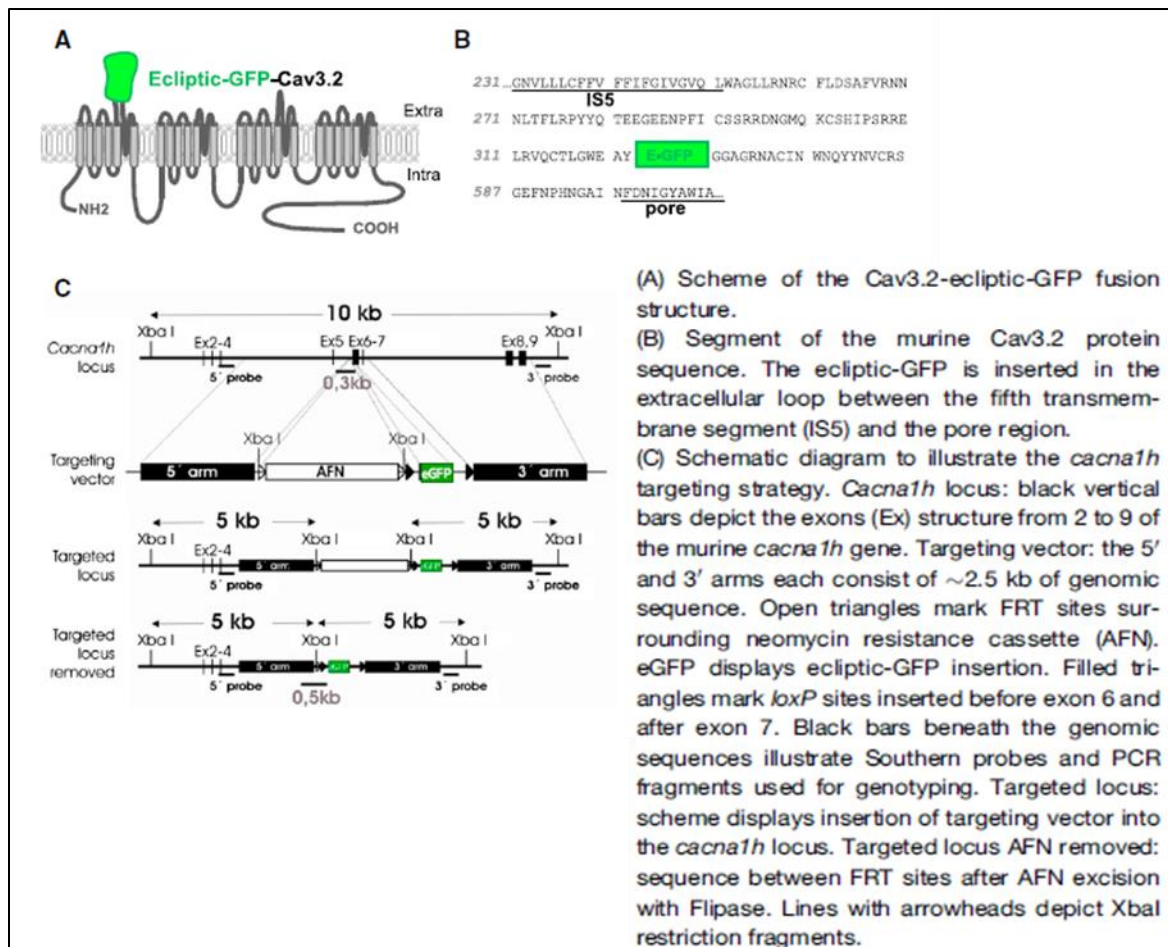 A
Ecliptic-GFP-Cav3.2
Extra
Intra
NH2
COOH
B
231 …GNVLLLCFFV FFIFGIVGVQ LWAGLLRNRC FLDSAFVRNN
IS5
271 NLTFLRPYYQ TEEGEENPFI CSSRRDNGMQ KCSHIPSRRE
311 LRVQCTLGWE AY E-GFP GGAGRNACIN WNQYYNVCRS
587 GEFNPHNGAI NFDNIGYAWIA…
pore
C
10 kb
Xba I
Xba I
Ex2-4
Ex5
Ex6-7
Ex8,9
Cacna1h
locus
5´ probe
0,3kb
3´ probe
Xba I
Xba I
Targeting
vector
5´ arm
AFN
eGFP
3´ arm
5 kb
5 kb
Xba I
Xba I
Xba I
Xba I
Ex2-4
Targeted
locus
5´ arm
eGFP
3´ arm
5´ probe
3´ probe
5 kb
5 kb
Xba I
Xba I
Xba I
Ex2-4
Targeted
locus
removed
5´ arm
eGFP
3´ arm
5´ probe
0,5kb
3´ probe
(A) Scheme of the Cav3.2-ecliptic-GFP fusion
structure.
(B) Segment of the murine Cav3.2 protein
sequence. The ecliptic-GFP is inserted in the
extracellular loop between the fifth transmem-
brane segment (IS5) and the pore region.
(C) Schematic diagram to illustrate the cacna1h
targeting strategy. Cacna1h locus: black vertical
bars depict the exons (Ex) structure from 2 to 9 of
the murine cacna1h gene. Targeting vector: the 5′
and 3′ arms each consist of ~2.5 kb of genomic
sequence. Open triangles mark FRT sites sur-
rounding neomycin resistance cassette (AFN).
eGFP displays ecliptic-GFP insertion. Filled tri-
angles mark loxP sites inserted before exon 6 and
after exon 7. Black bars beneath the genomic
sequences illustrate Southern probes and PCR
fragments used for genotyping. Targeted locus:
scheme displays insertion of targeting vector into
the cacna1h locus. Targeted locus AFN removed:
sequence between FRT sites after AFN excision
with Flipase. Lines with arrowheads depict XbaI
restriction fragments.